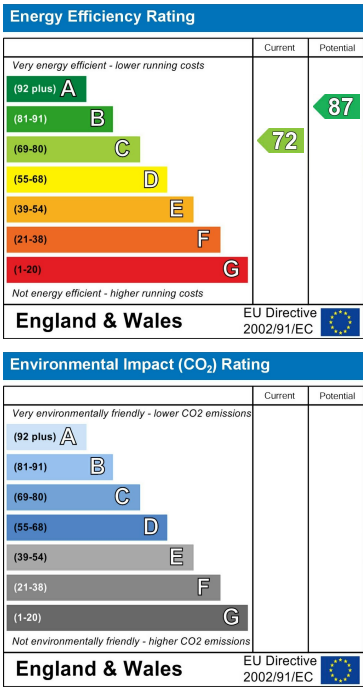 Energy Efficiency Rating
Current Potential
Very energy efficient - lower running costs
(92 plus) A
(81-91) B
(69-80) C
(55-68) D
(39-54) E
(21-38) F
(1-20) G
72
87
Not energy efficient - higher running costs
England & Wales
EU Directive
2002/91/EC
Environmental Impact (CO₂) Rating
Current Potential
Very environmentally friendly - lower CO2 emissions
(92 plus) A
(81-91) B
(69-80) C
(55-68) D
(39-54) E
(21-38) F
(1-20) G
Not environmentally friendly - higher CO2 emissions
England & Wales
EU Directive
2002/91/EC